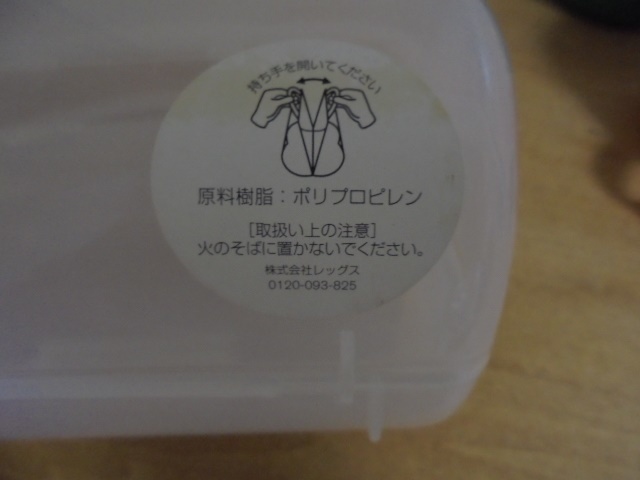 持ち手を開いてください
原料樹脂：ポリプロピレン
［取扱い上の注意］
火のそばに置かないでください。
株式会社レッグス
0120-093-825